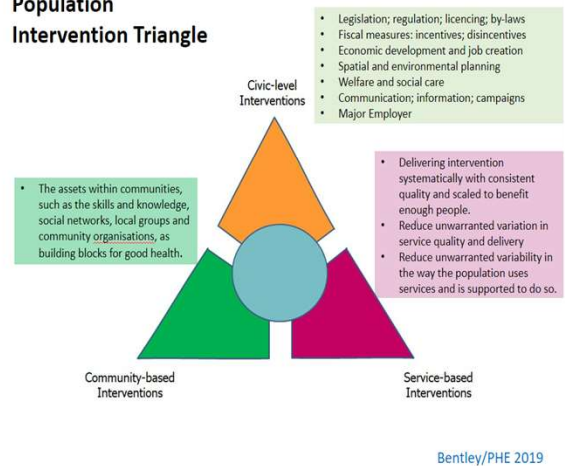 Population
Intervention Triangle
• Legislation; regulation; licencing; by-laws
• Fiscal measures: incentives; disincentives
• Economic development and job creation
• Spatial and environmental planning
• Welfare and social care
• Communication; information; campaigns
• Major Employer
Civic-level
Interventions
• The assets within communities,
such as the skills and knowledge,
social networks, local groups and
community organisations, as
building blocks for good health.
• Delivering intervention
systematically with consistent
quality and scaled to benefit
enough people.
• Reduce unwarranted variation in
service quality and delivery
• Reduce unwarranted variability in
the way the population uses
services and is supported to do so.
Community-based
Interventions
Service-based
Interventions
Bentley/PHE 2019